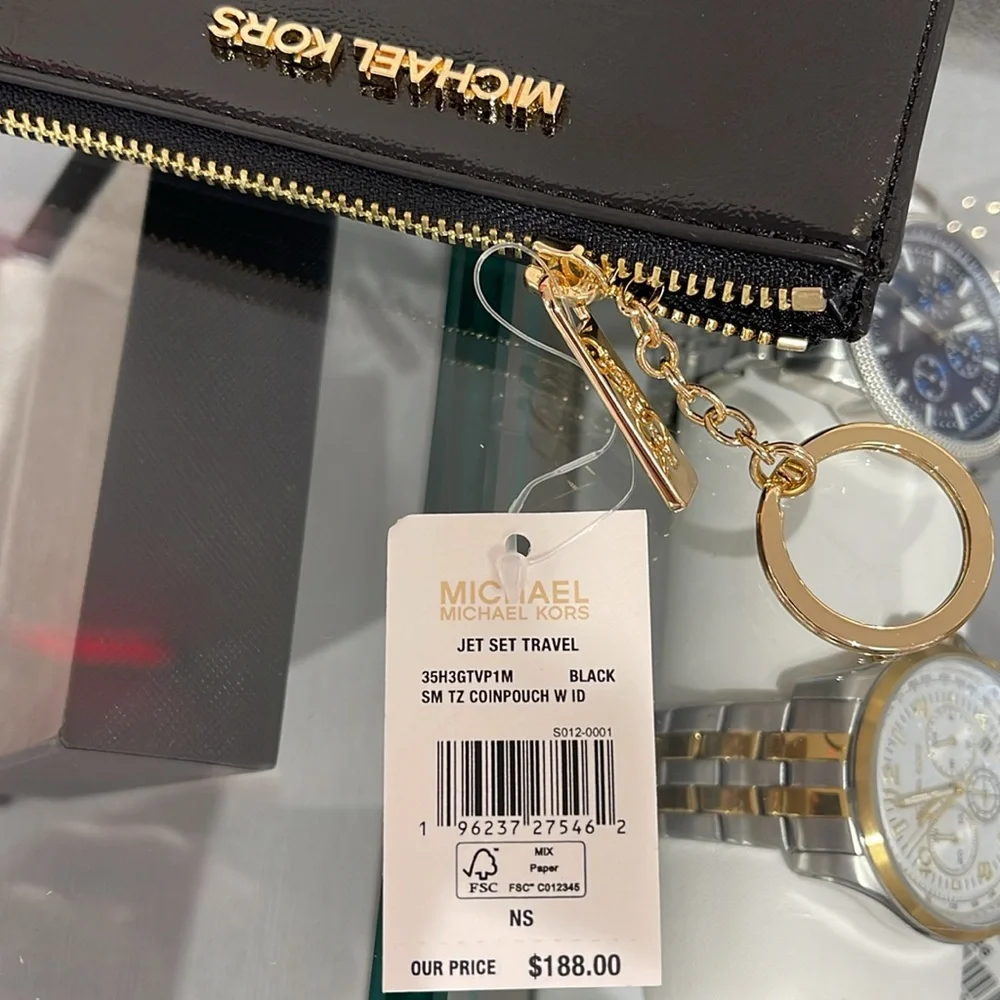 MICHAEL KORS
MICHAEL
MICHAEL KORS
JET SET TRAVEL
35H3GTVP1M BLACK
SM TZ COINPOUCH W ID
S012-0001
1 96237 27546 2
FSC
MIX
Paper
FSC™ C012345
NS
OUR PRICE $188.00